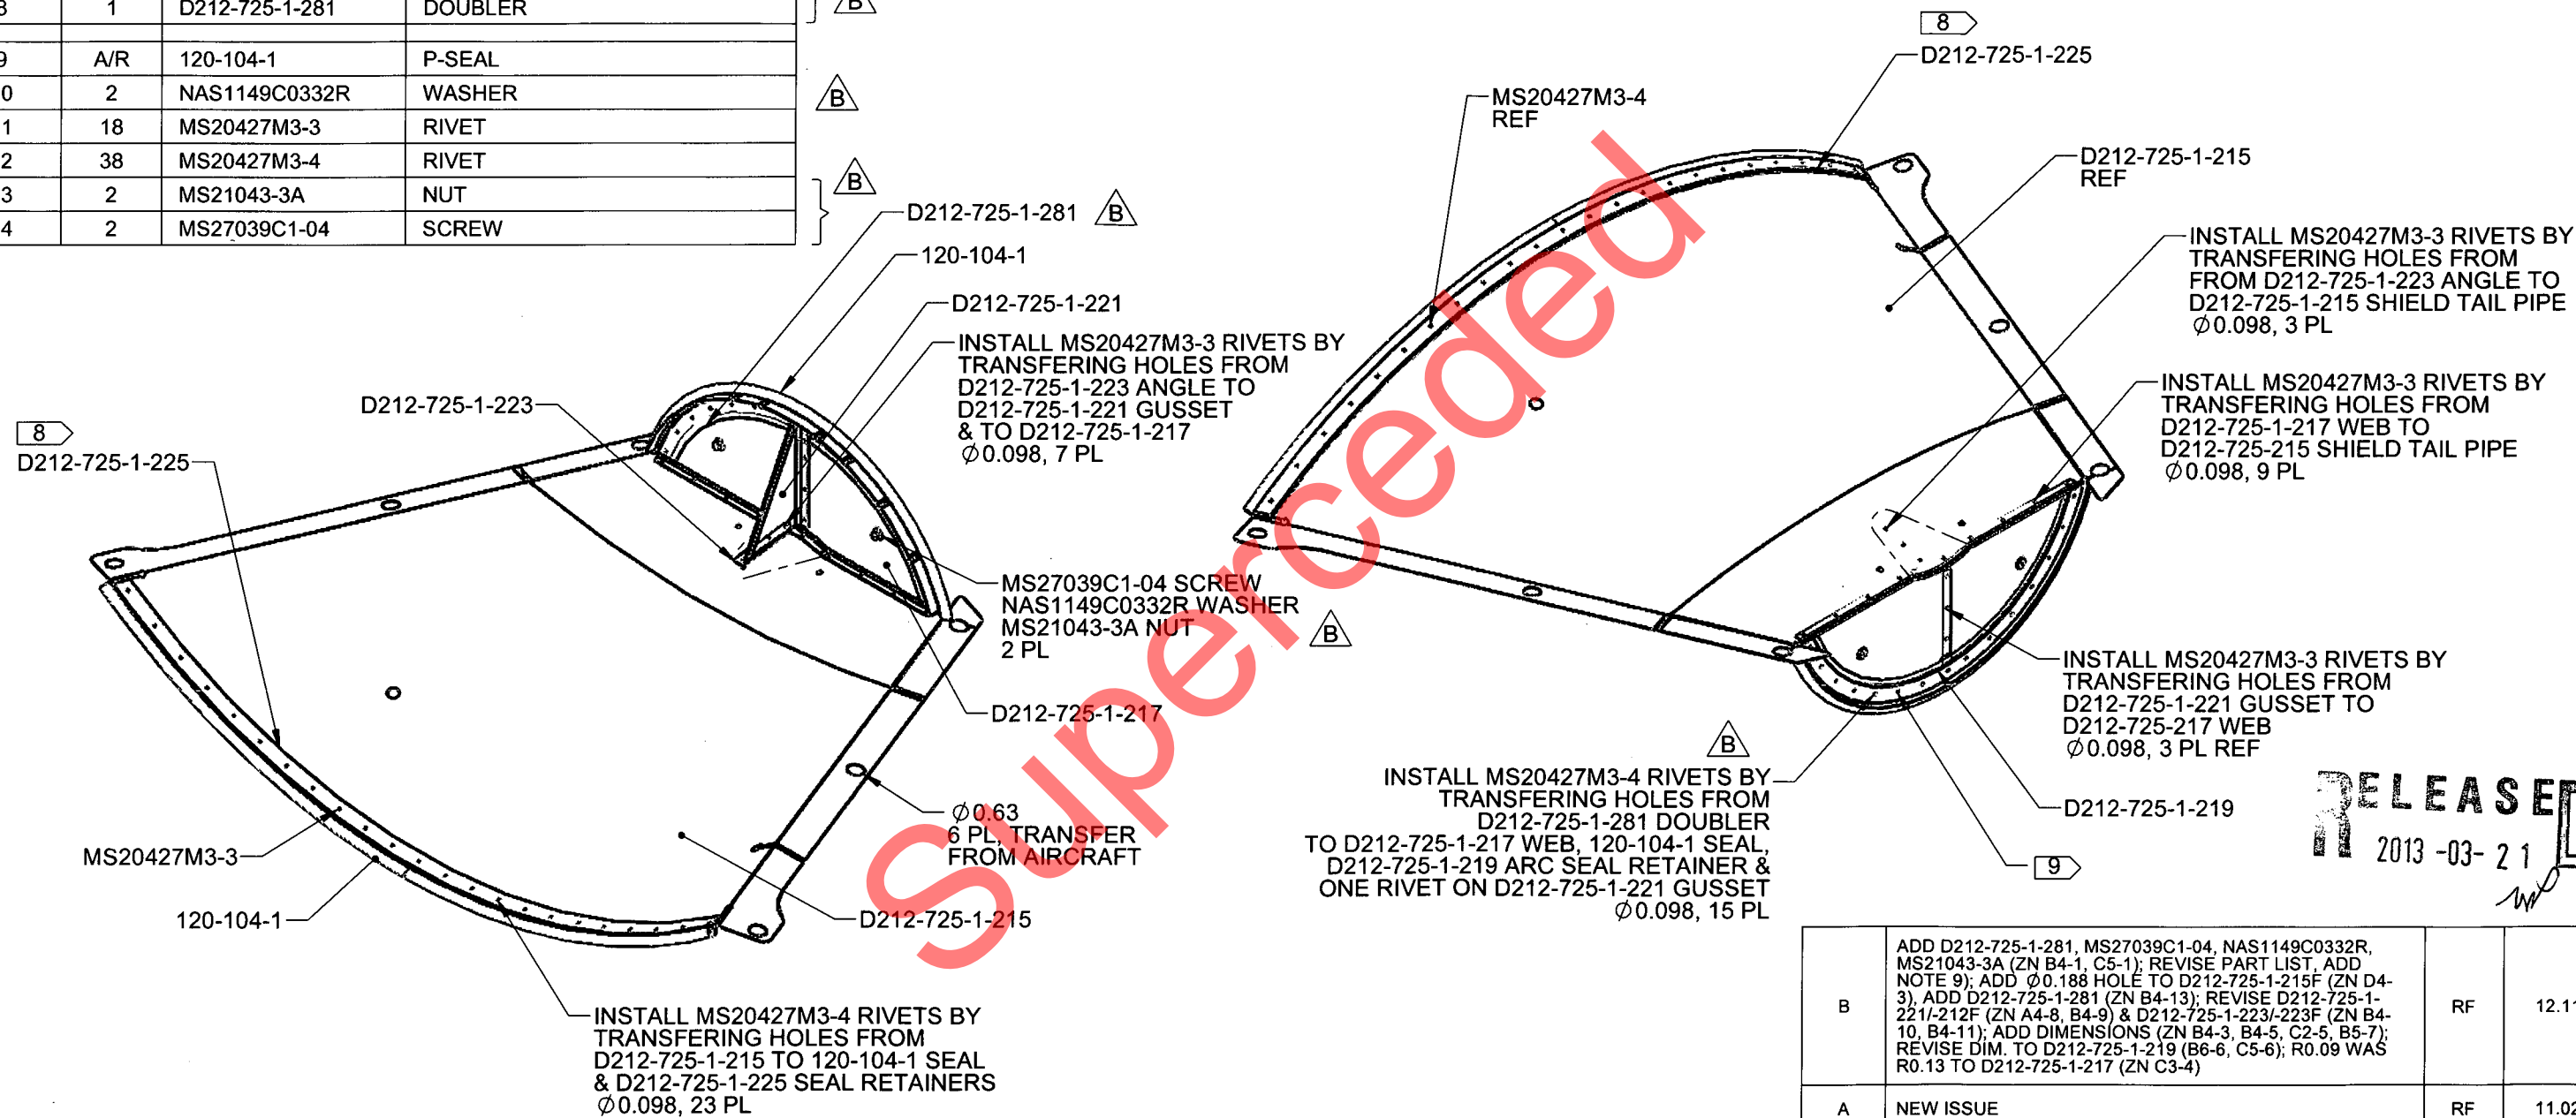 8 1 D212-725-1-281 DOUBLER
B
9 A/R 120-104-1 P-SEAL
0 2 NAS1149C0332R WASHER
B
1 18 MS20427M3-3 RIVET
2 38 MS20427M3-4 RIVET
3 2 MS21043-3A NUT
B
4 2 MS27039C1-04 SCREW
D212-725-1-281
B
120-104-1
D212-725-1-221
INSTALL MS20427M3-3 RIVETS BY
TRANSFERING HOLES FROM
D212-725-1-223 ANGLE TO
D212-725-1-221 GUSSET
& TO D212-725-1-217
Ø0.098, 7 PL
D212-725-1-223
8
D212-725-1-225
MS27039C1-04 SCREW
NAS1149C0332R WASHER
MS21043-3A NUT
2 PL
B
D212-725-1-217
Ø0.63
6 PL, TRANSFER
FROM AIRCRAFT
MS20427M3-3
120-104-1
D212-725-1-215
INSTALL MS20427M3-4 RIVETS BY
TRANSFERING HOLES FROM
D212-725-1-215 TO 120-104-1 SEAL
& D212-725-1-225 SEAL RETAINERS
Ø0.098, 23 PL
8
D212-725-1-225
MS20427M3-4
REF
D212-725-1-215
REF
INSTALL MS20427M3-3 RIVETS BY
TRANSFERING HOLES FROM
FROM D212-725-1-223 ANGLE TO
D212-725-1-215 SHIELD TAIL PIPE
Ø0.098, 3 PL
INSTALL MS20427M3-3 RIVETS BY
TRANSFERING HOLES FROM
D212-725-1-217 WEB TO
D212-725-215 SHIELD TAIL PIPE
Ø0.098, 9 PL
INSTALL MS20427M3-3 RIVETS BY
TRANSFERING HOLES FROM
D212-725-1-221 GUSSET TO
D212-725-217 WEB
Ø0.098, 3 PL REF
B
INSTALL MS20427M3-4 RIVETS BY
TRANSFERING HOLES FROM
D212-725-1-281 DOUBLER
TO D212-725-1-217 WEB, 120-104-1 SEAL,
D212-725-1-219 ARC SEAL RETAINER &
ONE RIVET ON D212-725-1-221 GUSSET
Ø0.098, 15 PL
D212-725-1-219
9
Superceded
RELEASED
2013-03-21
B ADD D212-725-1-281, MS27039C1-04, NAS1149C0332R,
MS21043-3A (ZN B4-1, C5-1); REVISE PART LIST, ADD
NOTE 9); ADD Ø0.188 HOLE TO D212-725-1-215F (ZN D4-
3), ADD D212-725-1-281 (ZN B4-13); REVISE D212-725-1-
221/-212F (ZN A4-8, B4-9) & D212-725-1-223/-223F (ZN B4-
10, B4-11); ADD DIMENSIONS (ZN B4-3, B4-5, C2-5, B5-7);
REVISE DIM. TO D212-725-1-219 (B6-6, C5-6); R0.09 WAS
R0.13 TO D212-725-1-217 (ZN C3-4)
RF 12.11
A NEW ISSUE RF 11.02